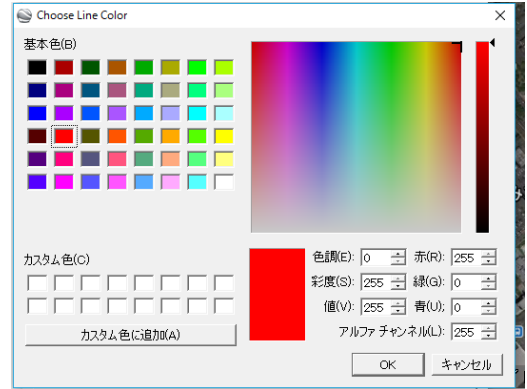 Choose Line Color
基本色(B)
カスタム色(C)
カスタム色に追加(A)
色調(E): 0 赤(R): 255
彩度(S): 255 緑(G): 0
値(V): 255 青(U); 0
アルファ チャンネル(L): 255
OK キャンセル